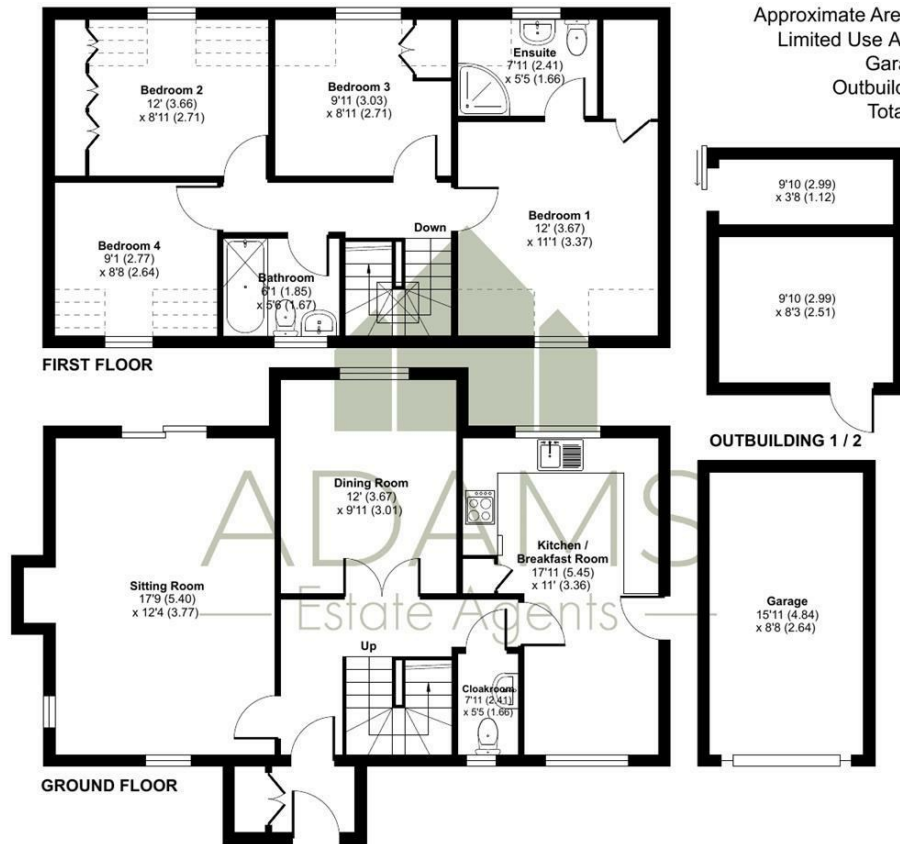 Approximate Are
Limited Use A
Gara
Outbuild
Tota
Bedroom 2
12' (3.66)
x 8'11 (2.71)
Bedroom 3
9'11 (3.03)
x 8'11 (2.71)
Ensuite
7'11 (2.41)
x 5'5 (1.66)
Bedroom 4
9'1 (2.77)
x 8'8 (2.64)
Bathroom
6'1 (1.85)
x 5'6 (1.67)
Down
Bedroom 1
12' (3.67)
x 11'1 (3.37)
FIRST FLOOR
9'10 (2.99)
x 3'8 (1.12)
9'10 (2.99)
x 8'3 (2.51)
OUTBUILDING 1 / 2
Dining Room
12' (3.67)
x 9'11 (3.01)
ADAMS
Estate Agents
Kitchen /
Breakfast Room
17'11 (5.45)
x 11' (3.36)
Sitting Room
17'9 (5.40)
x 12'4 (3.77)
Garage
15'11 (4.84)
x 8'8 (2.64)
Up
Cloakroom
7'11 (2.41)
x 5'5 (1.66)
GROUND FLOOR